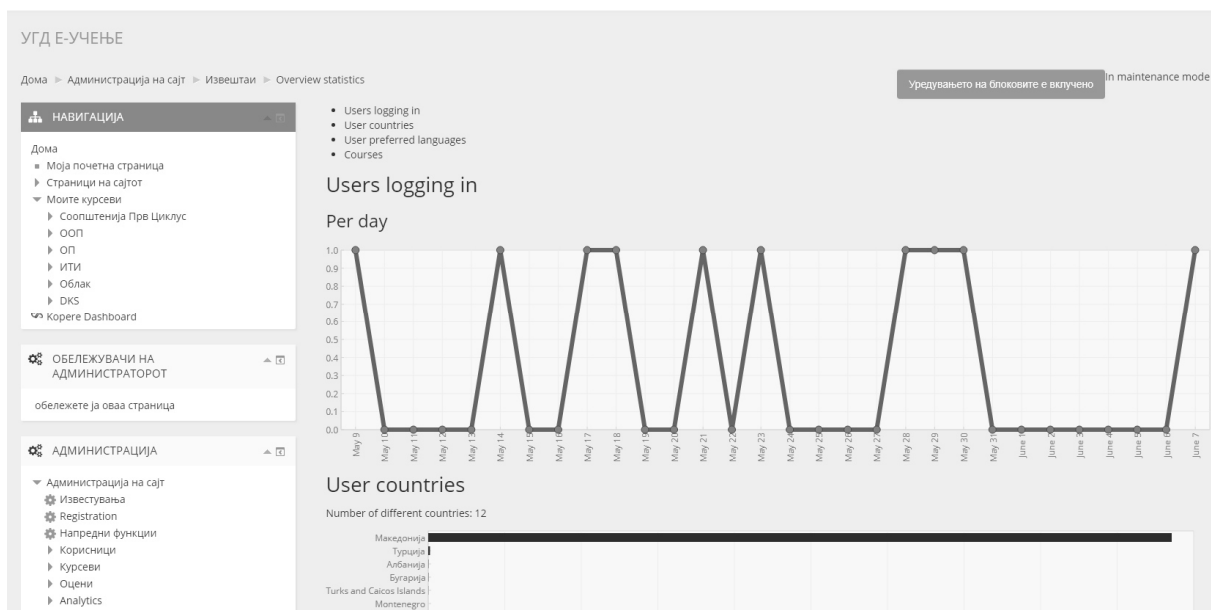 УГД Е-УЧЕЊЕ
Дома ► Администрација на сајт ► Извештаи ► Overview statistics
Уредувањето на блоковите е вклучено
In maintenance mode
НАВИГАЦИЈА
Дома
Моја почетна страница
Страници на сајтот
Моите курсеви
Соопштенија Прв Циклус
ООП
ОП
ИТИ
Облак
DKS
Kopere Dashboard
ОБЕЛЕЖУВАЧИ НА
АДМИНИСТРАТОРОТ
обележете ја оваа страница
АДМИНИСТРАЦИЈА
Администрација на сајт
Известувања
Registration
Напредни функции
Корисници
Курсеви
Оцени
Analytics
Users logging in
User countries
User preferred languages
Courses
Users logging in
Per day
1.0
0.9
0.8
0.7
0.6
0.5
0.4
0.3
0.2
0.1
0.0
May 9
May 10
May 11
May 12
May 13
May 14
May 15
May 16
May 17
May 18
May 19
May 20
May 21
May 22
May 23
May 24
May 25
May 26
May 27
May 28
May 29
May 30
May 31
June 1
June 2
June 3
June 4
June 5
June 6
June 7
User countries
Number of different countries: 12
Македонија
Турција
Албанија
Бугарија
Turks and Caicos Islands
Montenegro